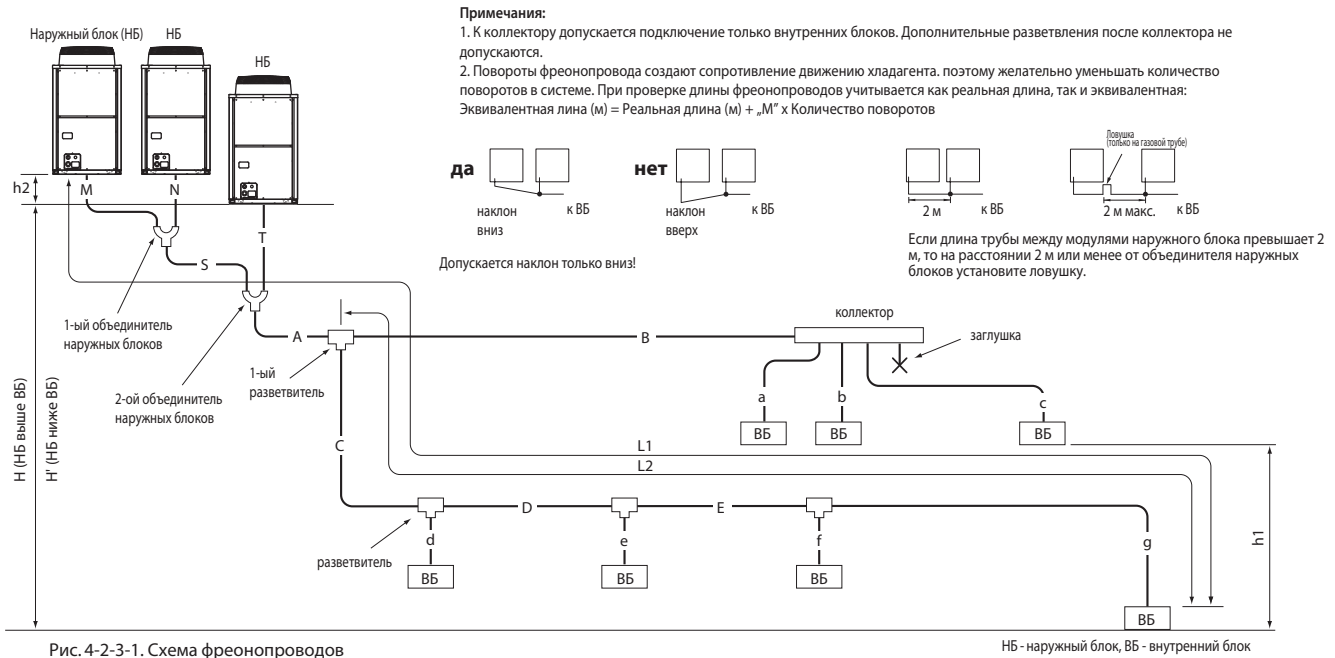 Примечания:
1. К коллектору допускается подключение только внутренних блоков. Дополнительные разветвления после коллектора не
допускаются.
2. Повороты фреонопровода создают сопротивление движению хладагента. поэтому желательно уменьшать количество
поворотов в системе. При проверке длины фреонопроводов учитывается как реальная длина, так и эквивалентная:
Эквивалентная лина (м) = Реальная длина (м) + „M” x Количество поворотов
Наружный блок (НБ)
НБ
НБ
да
наклон
вниз
к ВБ
нет
наклон
вверх
к ВБ
Допускается наклон только вниз!
2 м
к ВБ
Ловушка
(только на газовой трубе)
2 м макс.
к ВБ
Если длина трубы между модулями наружного блока превышает 2
м, то на расстоянии 2 м или менее от объединителя наружных
блоков установите ловушку.
h2
M
N
T
S
1-ый объединитель
наружных блоков
2-ой объединитель
наружных блоков
A
1-ый
разветвитель
B
коллектор
заглушка
a
b
c
ВБ
ВБ
ВБ
H (НБ выше ВБ)
H' (НБ ниже ВБ)
C
L1
L2
D
E
разветвитель
d
e
f
g
h1
ВБ
ВБ
ВБ
ВБ
Рис. 4-2-3-1. Схема фреонопроводов
НБ - наружный блок, ВБ - внутренний блок